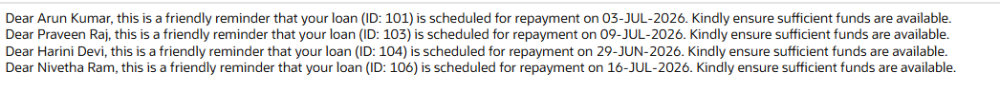 Dear Arun Kumar, this is a friendly reminder that your loan (ID: 101) is scheduled for repayment on 03-JUL-2026. Kindly ensure sufficient funds are available.
Dear Praveen Raj, this is a friendly reminder that your loan (ID: 103) is scheduled for repayment on 09-JUL-2026. Kindly ensure sufficient funds are available.
Dear Harini Devi, this is a friendly reminder that your loan (ID: 104) is scheduled for repayment on 29-JUN-2026. Kindly ensure sufficient funds are available.
Dear Nivetha Ram, this is a friendly reminder that your loan (ID: 106) is scheduled for repayment on 16-JUL-2026. Kindly ensure sufficient funds are available.